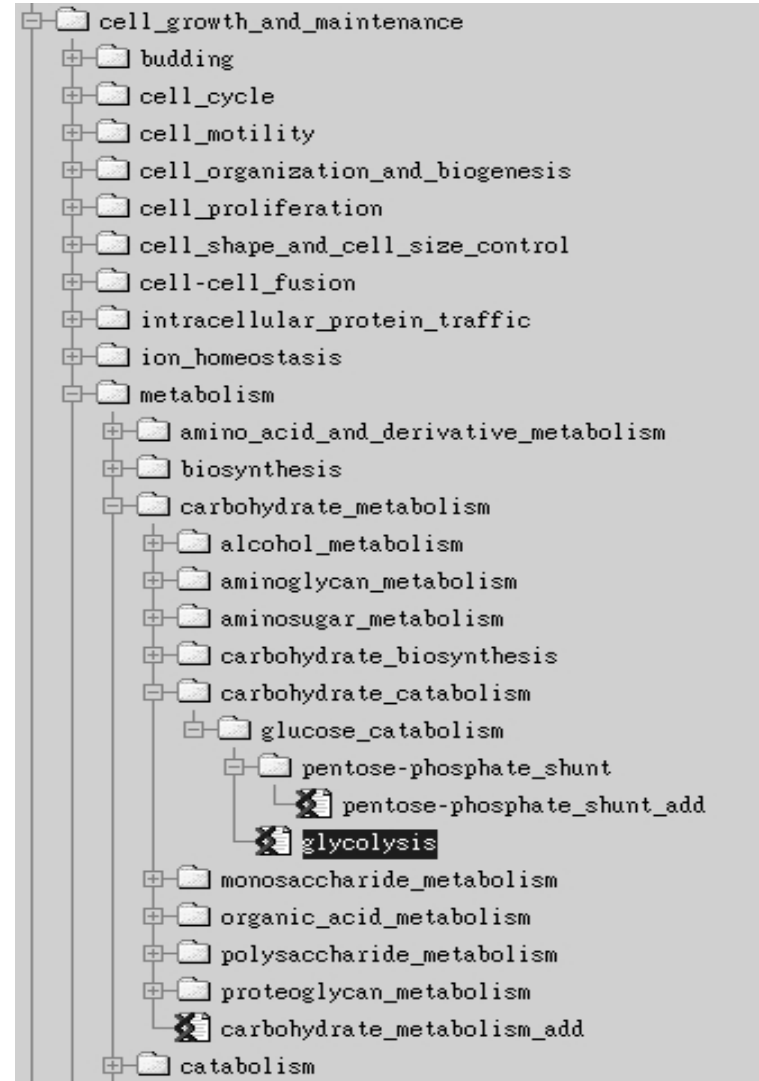 cell_growth_and_maintenance
budding
cell_cycle
cell_motility
cell_organization_and_biogenesis
cell_proliferation
cell_shape_and_cell_size_control
cell-cell_fusion
intracellular_protein_traffic
ion_homeostasis
metabolism
amino_acid_and_derivative_metabolism
biosynthesis
carbohydrate_metabolism
alcohol_metabolism
aminoglycan_metabolism
aminosugar_metabolism
carbohydrate_biosynthesis
carbohydrate_catabolism
glucose_catabolism
pentose-phosphate_shunt
pentose-phosphate_shunt_add
glycolysis
monosaccharide_metabolism
organic_acid_metabolism
polysaccharide_metabolism
proteoglycan_metabolism
carbohydrate_metabolism_add
catabolism